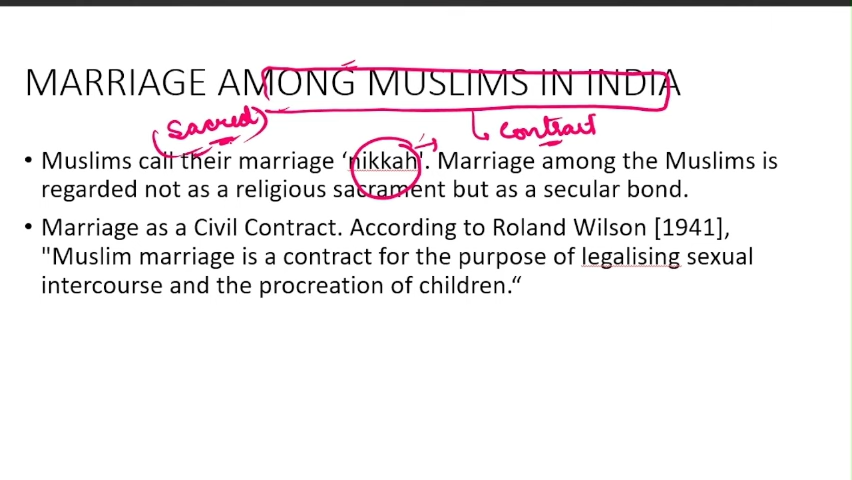 MARRIAGE AMONG MUSLIMS IN INDIA
(Sacred)
contract
• Muslims call their marriage ‘nikkah'. Marriage among the Muslims is
regarded not as a religious sacrament but as a secular bond.
• Marriage as a Civil Contract. According to Roland Wilson [1941],
"Muslim marriage is a contract for the purpose of legalising sexual
intercourse and the procreation of children.“